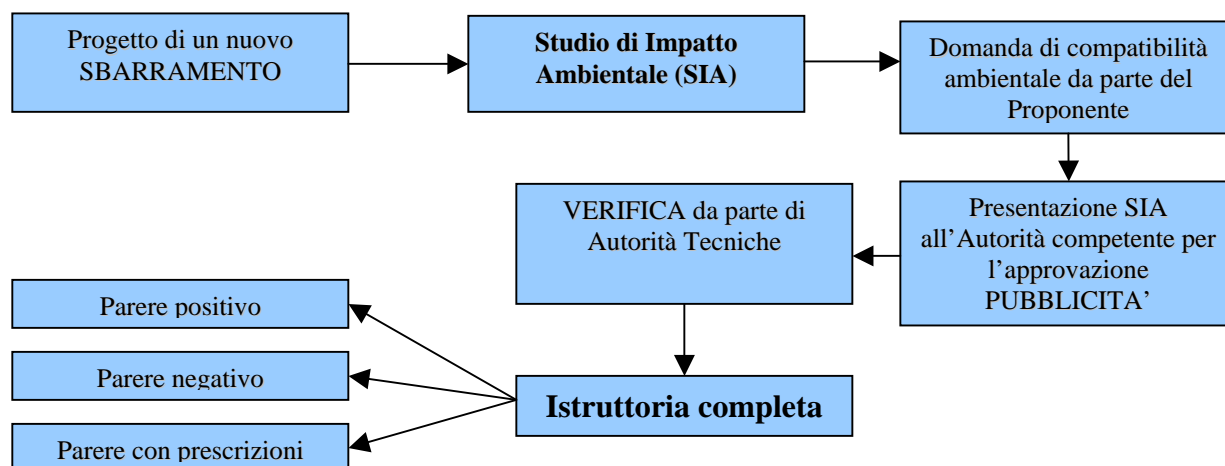 Progetto di un nuovo
SBARRAMENTO
Studio di Impatto
Ambientale (SIA)
Domanda di compatibilità
ambientale da parte del
Proponente
Presentazione SIA
all’Autorità competente per
l’approvazione
PUBBLICITA’
VERIFICA da parte di
Autorità Tecniche
Istruttoria completa
Parere positivo
Parere negativo
Parere con prescrizioni